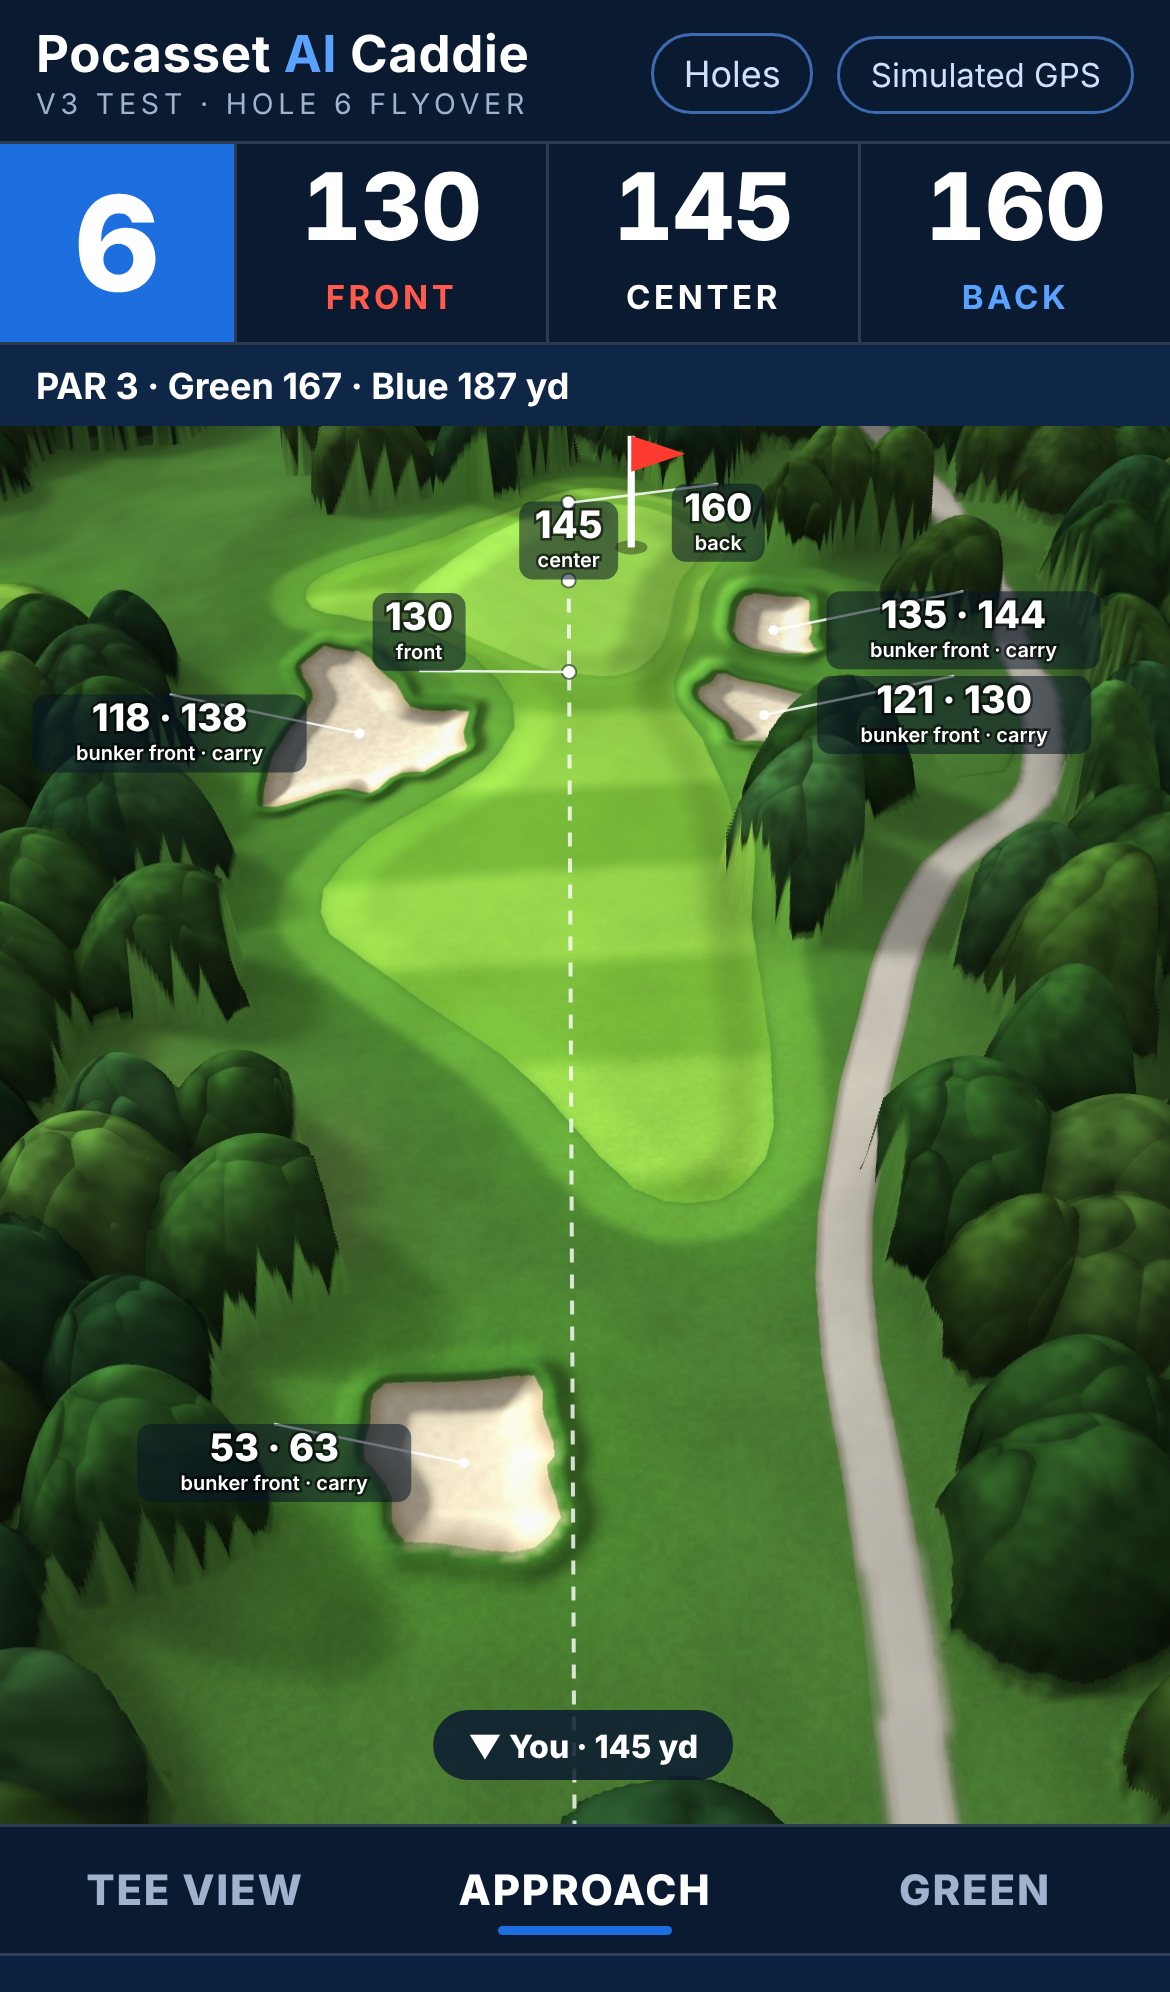 Pocasset AI Caddie
V3 TEST · HOLE 6 FLYOVER
Holes
Simulated GPS
6
130
FRONT
145
CENTER
160
BACK
PAR 3 · Green 167 · Blue 187 yd
160
back
145
center
130
front
135 · 144
bunker front · carry
121 · 130
bunker front · carry
118 · 138
bunker front · carry
53 · 63
bunker front · carry
▼ You · 145 yd
TEE VIEW
APPROACH
GREEN